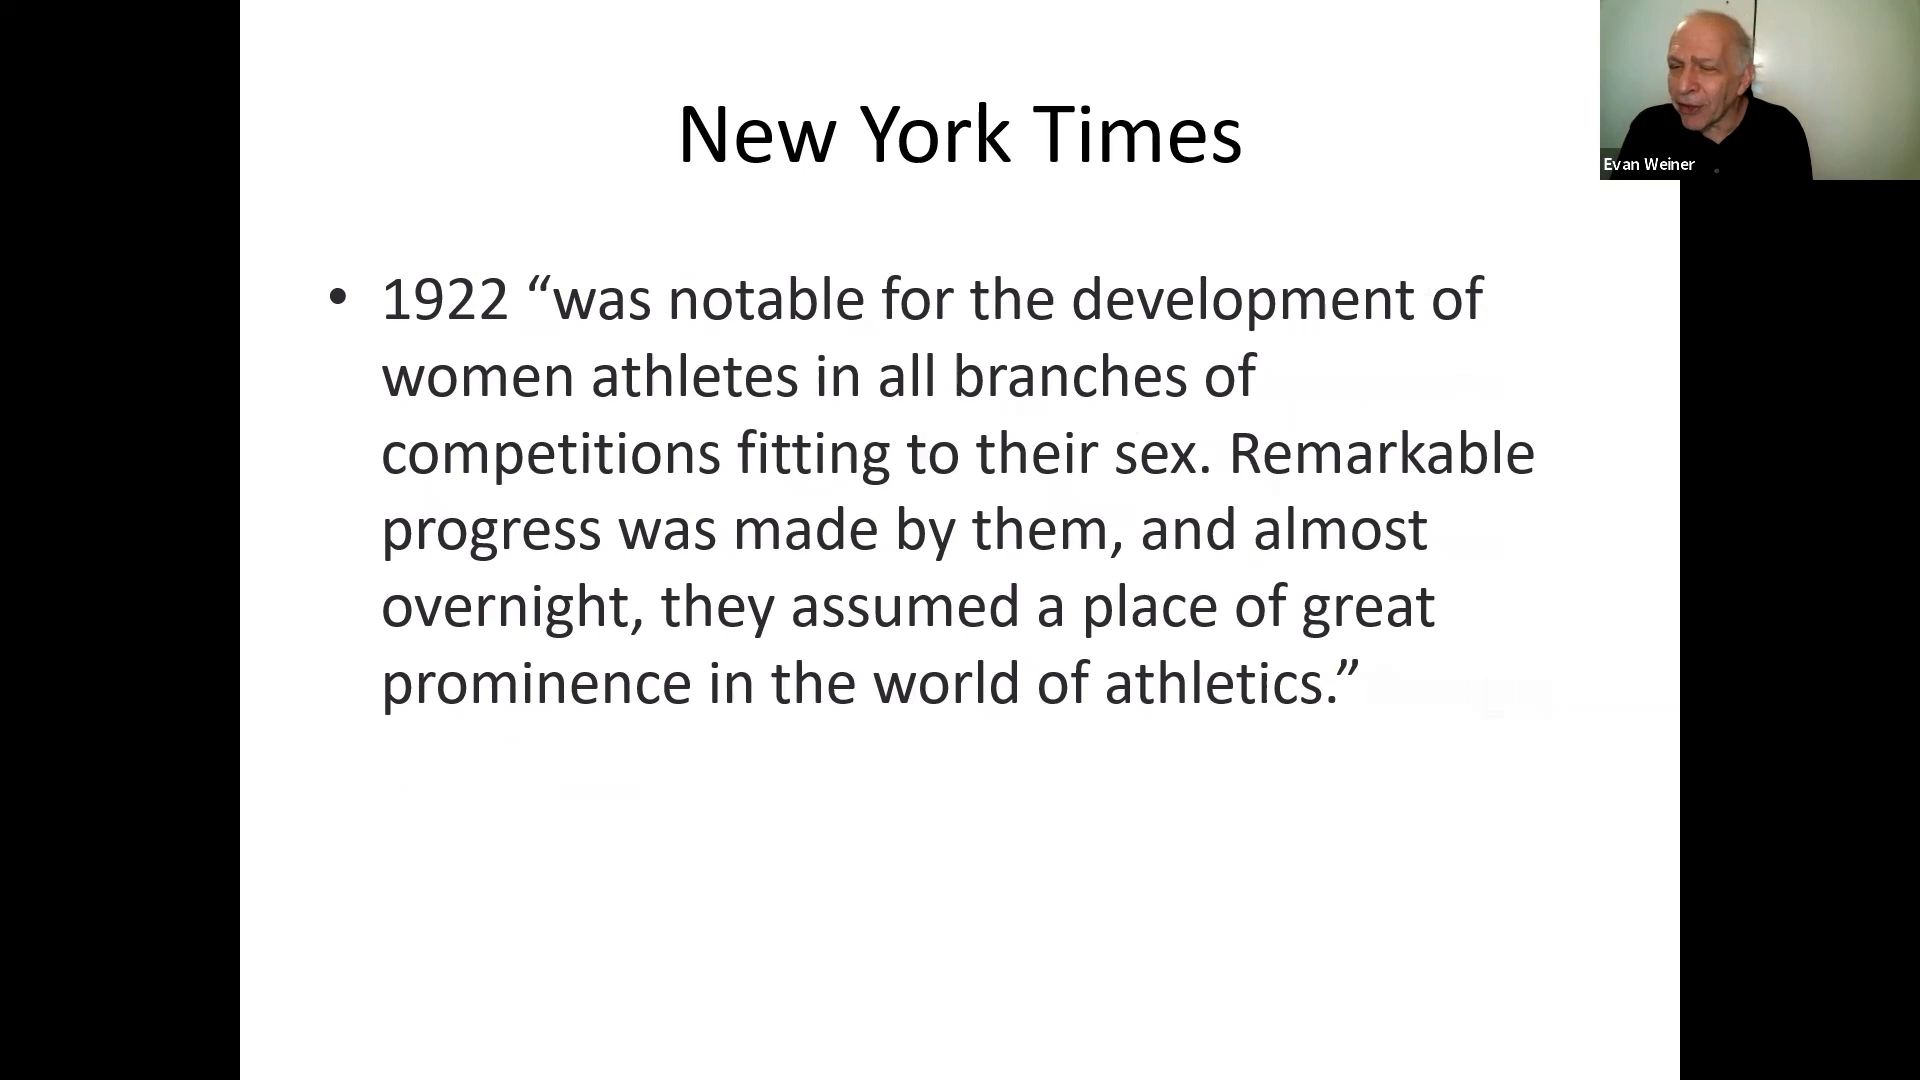 New York Times
Evan Weiner
• 1922 “was notable for the development of
women athletes in all branches of
competitions fitting to their sex. Remarkable
progress was made by them, and almost
overnight, they assumed a place of great
prominence in the world of athletics.”